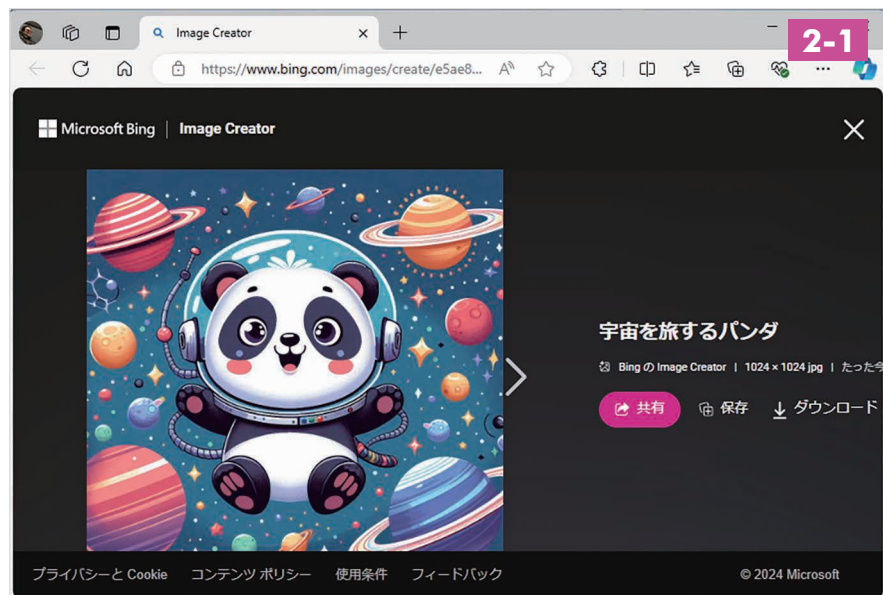 Image Creator
2-1
https://www.bing.com/images/create/e5ae8...
Microsoft Bing | Image Creator
宇宙を旅するパンダ
Bing の Image Creator | 1024 × 1024 jpg | たった今
共有 保存 ダウンロード
プライバシーと Cookie コンテンツ ポリシー 使用条件 フィードバック © 2024 Microsoft